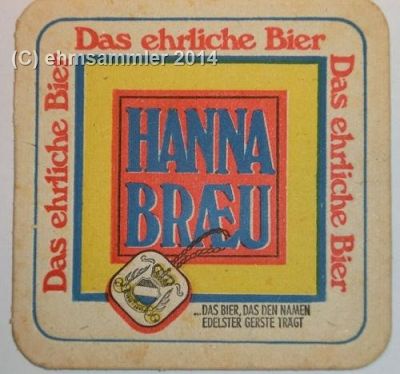 (C) ehmsammler 2014
Das ehrliche Bier
Das ehrliche Bier
Das ehrliche Bier
HANNA
BRÆU
...DAS BIER, DAS DEN NAMEN
EDELSTER GERSTE TRÄGT